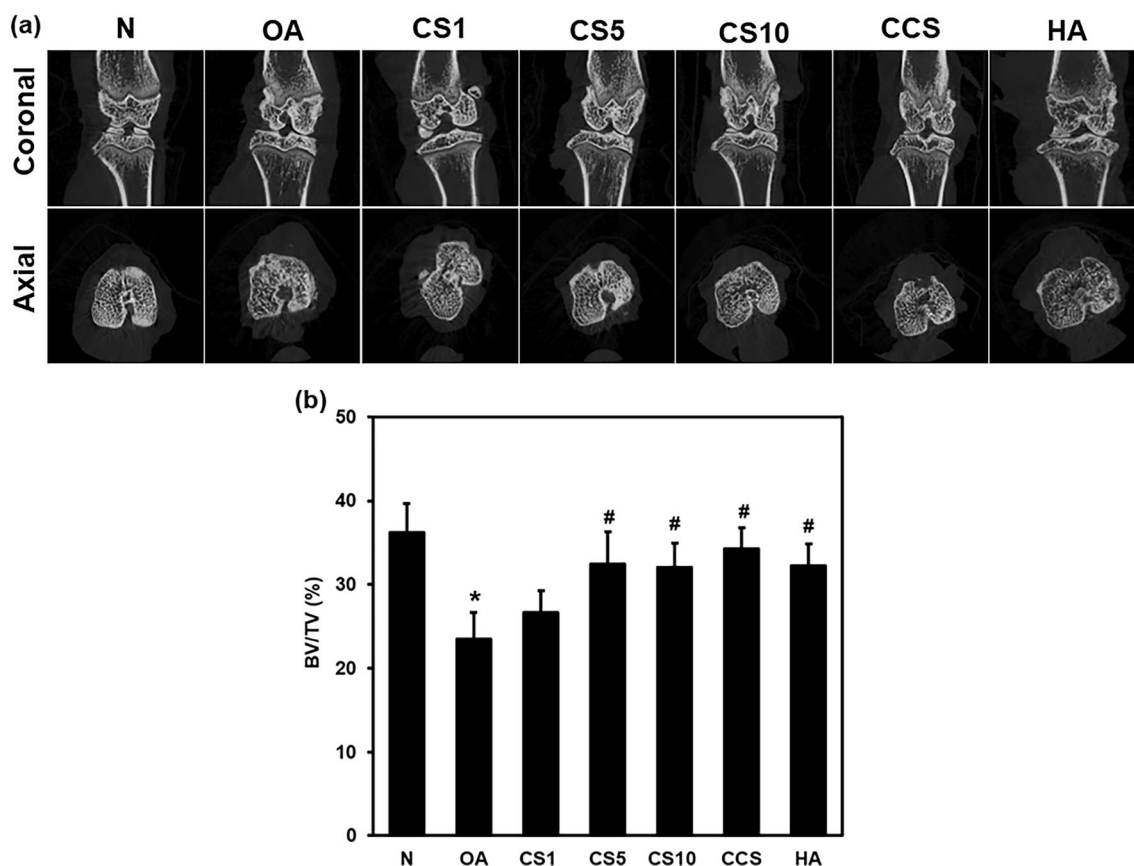 (a) N OA CS1 CS5 CS10 CCS HA
Coronal
Axial
(b)
50
40
30
20
10
0
BV/TV (%)
*
#
#
#
#
N OA CS1 CS5 CS10 CCS HA